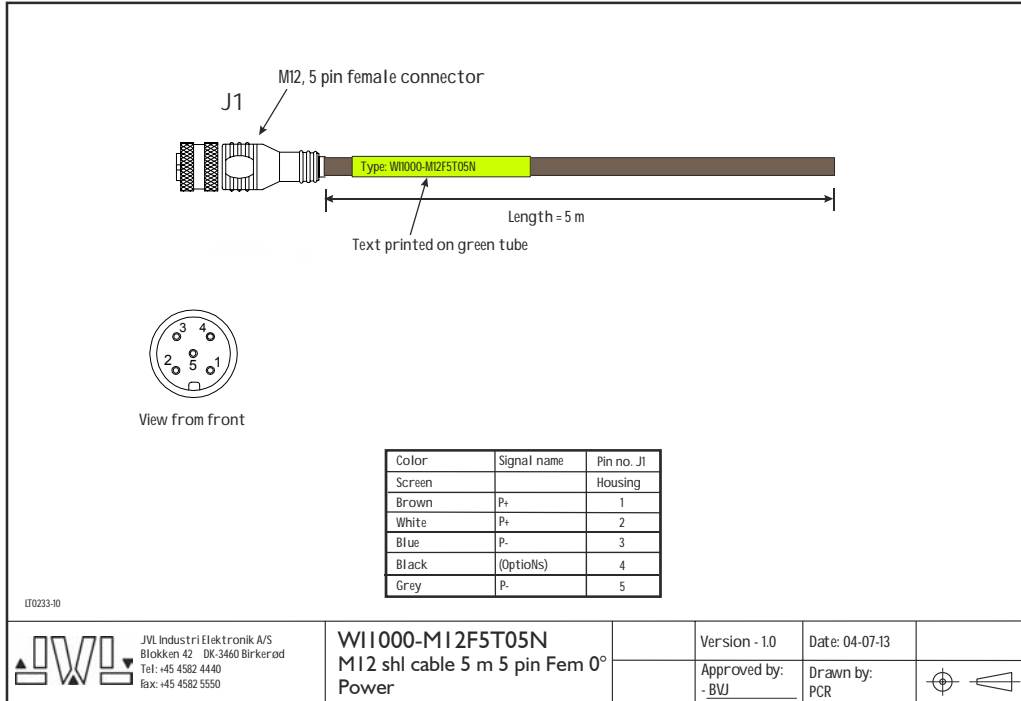 M12, 5 pin female connector
J1
Type: WI1000-M12F5T05N
Length = 5 m
Text printed on green tube
3 4
2 5 1
View from front
Color Signal name Pin no. J1
Screen Housing
Brown P+ 1
White P+ 2
Blue P- 3
Black (OptioNs) 4
Grey P- 5
LT0233-10
JVL
JVL Industri Elektronik A/S
Blokken 42 DK-3460 Birkerød
Tel: +45 4582 4440
Fax: +45 4582 5550
WI1000-M12F5T05N
M12 shl cable 5 m 5 pin Fem 0°
Power
Version - 1.0
Date: 04-07-13
Approved by:
- BVJ
Drawn by:
PCR